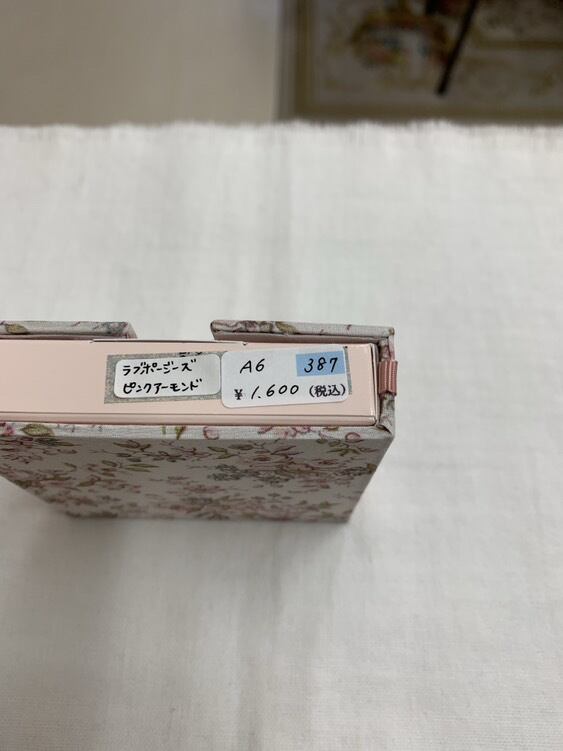 ラブポージーズ
ピンクアーモンド
A6 387
¥1.600(税込)